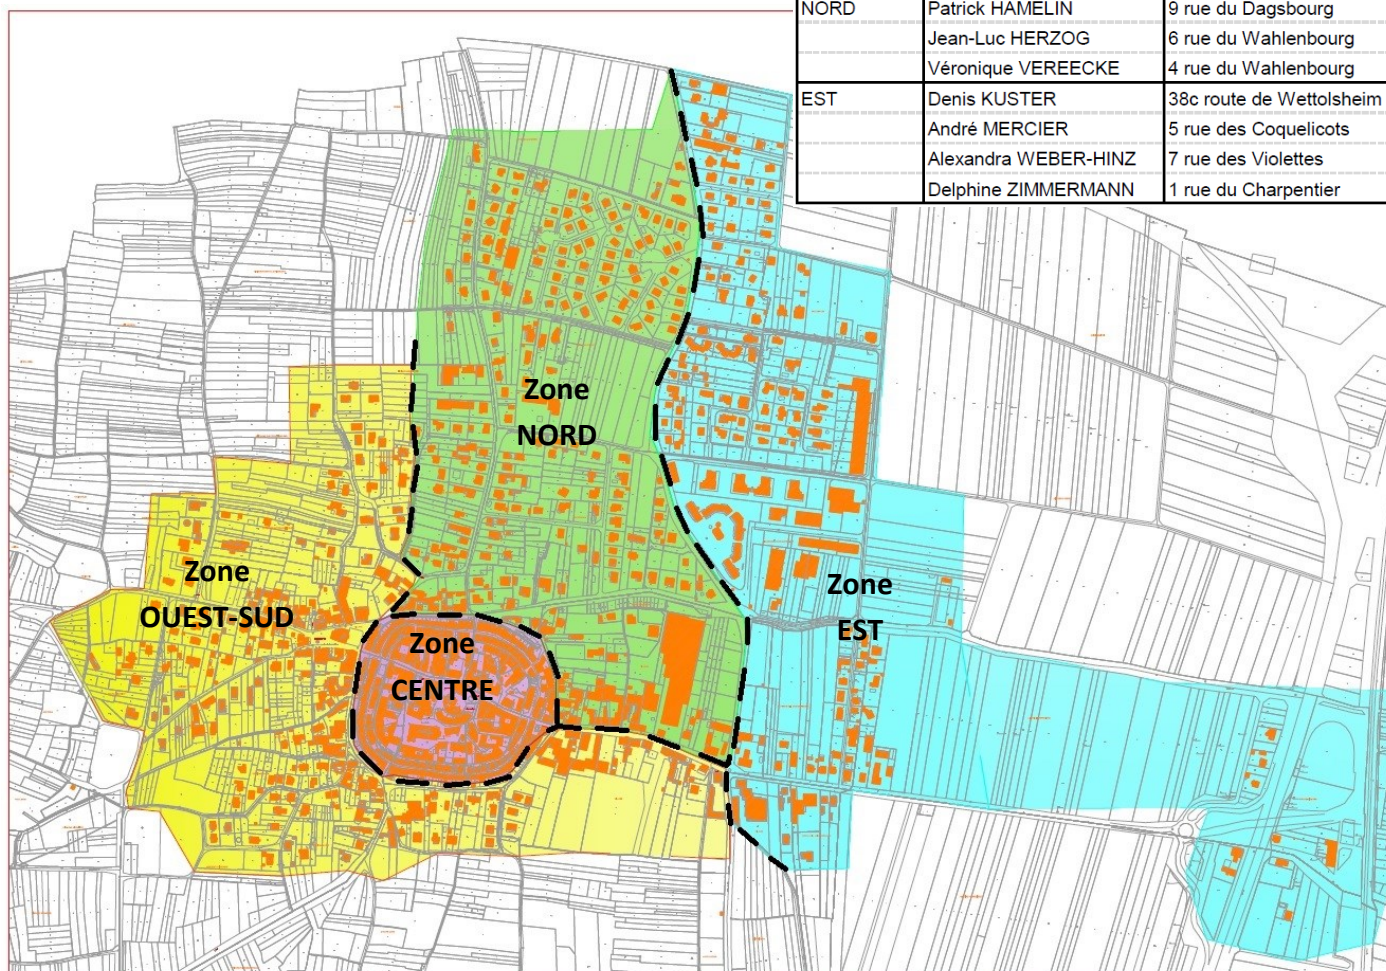 NORD Patrick HAMELIN 9 rue du Dagsbourg
Jean-Luc HERZOG 6 rue du Wahlenbourg
Véronique VEREECKE 4 rue du Wahlenbourg
EST Denis KUSTER 38c route de Wettolsheim
André MERCIER 5 rue des Coquelicots
Alexandra WEBER-HINZ 7 rue des Violettes
Delphine ZIMMERMANN 1 rue du Charpentier
Zone
NORD
Zone
OUEST-SUD
Zone
EST
Zone
CENTRE